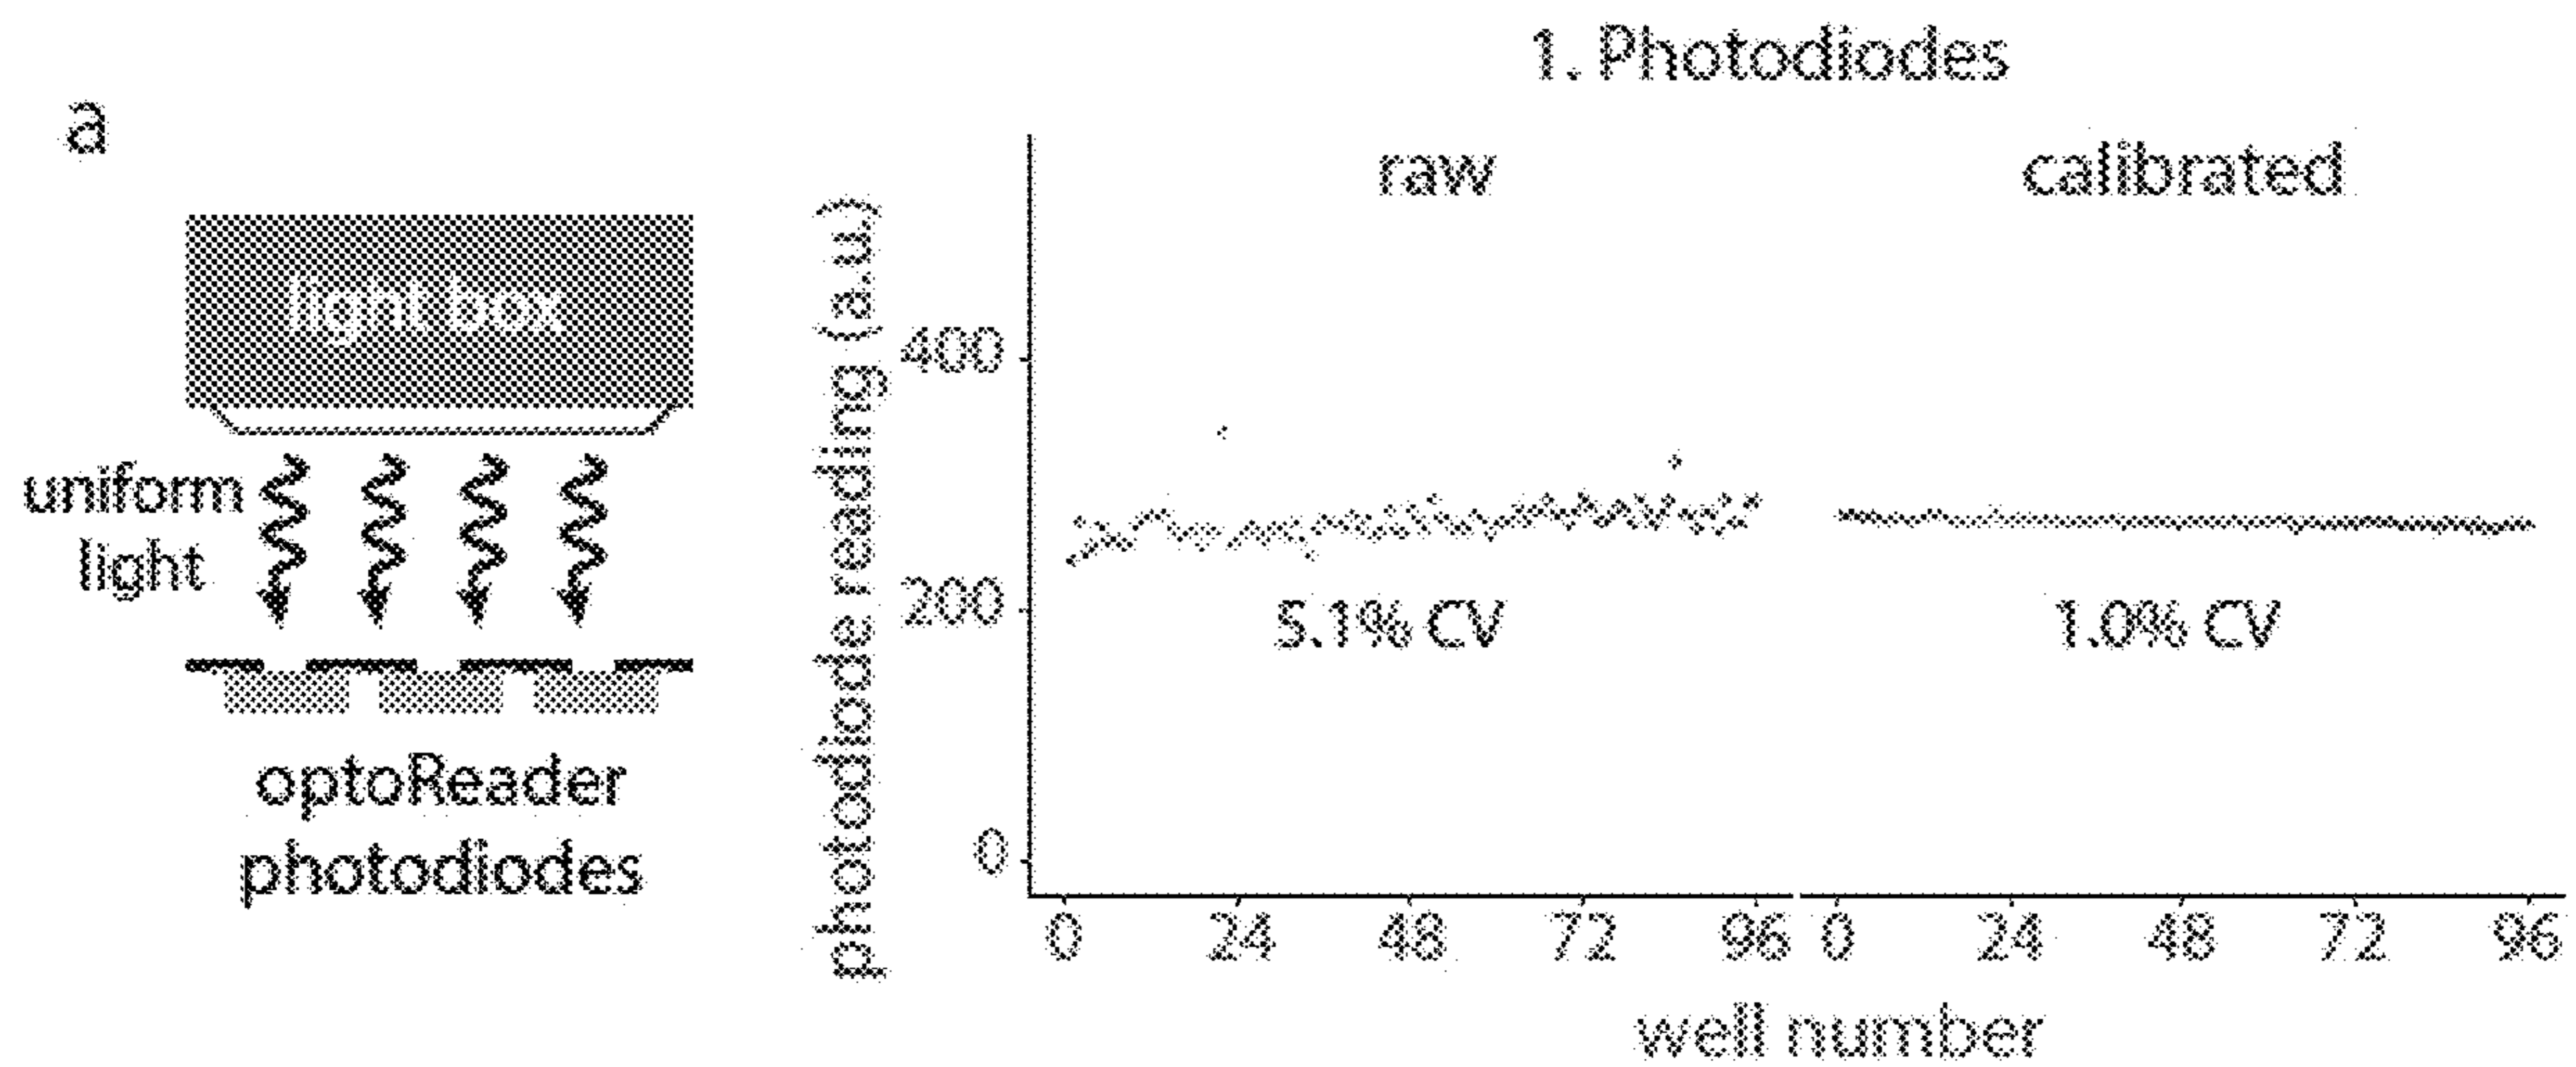 1. Photodiodes
a
raw
calibrated
light box
uniform
light
optoReader
photodiodes
photodiode reading (a.u.)
400
200
0
5.1% CV
1.0% CV
0 24 48 72 96 0 24 48 72 96
well number